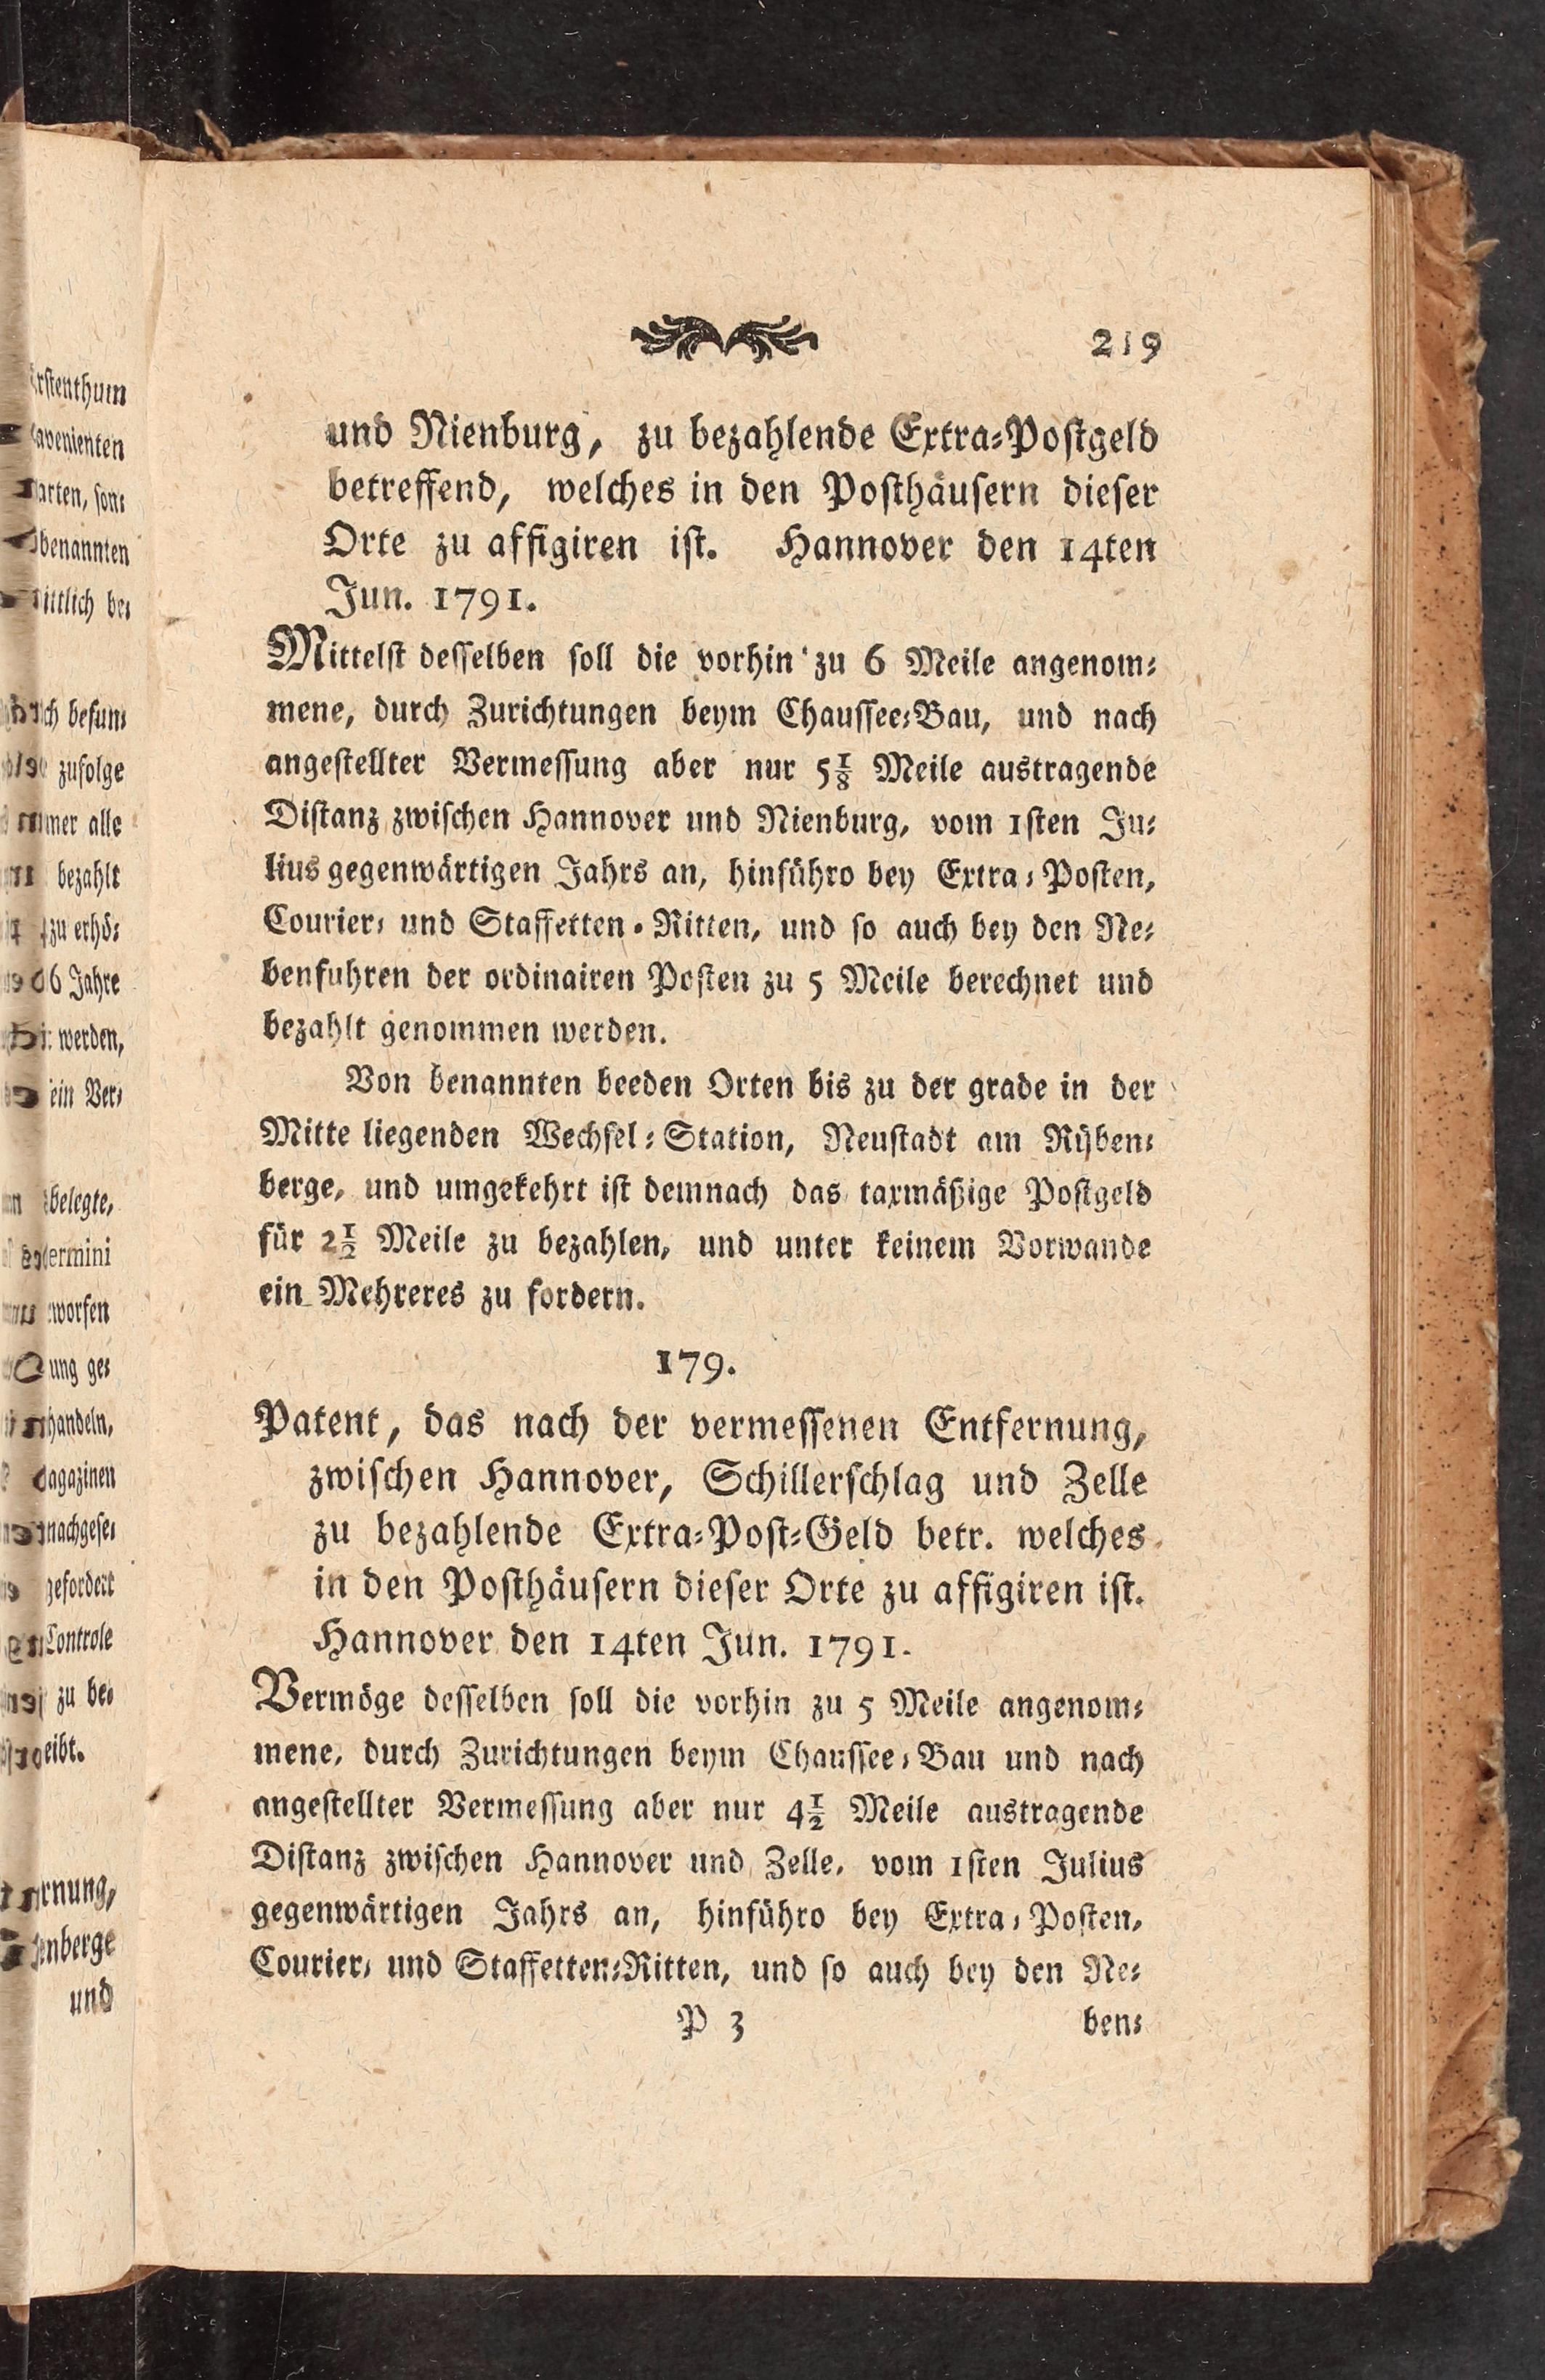 219
und Nienburg, zu bezahlende Extra-Postgeld
betreffend, welches in den Posthäusern dieser
Orte zu affigiren ist. Hannover den 14ten
Jun. 1791.
Mittelst desselben soll die vorhin zu 6 Meile angenom-
mene, durch Zurichtungen beym Chaussee-Bau, und nach
angestellter Vermessung aber nur 5 1/8 Meile austragende
Distanz zwischen Hannover und Nienburg, vom 1sten Ju-
lius gegenwärtigen Jahrs an, hinführo bey Extra-Posten,
Courier- und Staffetten-Ritten, und so auch bey den Ne-
benfuhren der ordinairen Posten zu 5 Meile berechnet und
bezahlt genommen werden.
Von benannten beeden Orten bis zu der grade in der
Mitte liegenden Wechsel-Station, Neustadt am Rÿben-
berge, und umgekehrt ist demnach das taxmäßige Postgeld
für 2 1/2 Meile zu bezahlen, und unter keinem Vorwande
ein Mehreres zu fordern.
179.
Patent, das nach der vermessenen Entfernung,
zwischen Hannover, Schillerschlag und Zelle
zu bezahlende Extra-Post-Geld betr. welches
in den Posthäusern dieser Orte zu affigiren ist.
Hannover den 14ten Jun. 1791.
Vermöge desselben soll die vorhin zu 5 Meile angenom-
mene, durch Zurichtungen beym Chaussee-Bau und nach
angestellter Vermessung aber nur 4 1/2 Meile austragende
Distanz zwischen Hannover und Zelle, vom 1sten Julius
gegenwärtigen Jahrs an, hinführo bey Extra-Posten,
Courier- und Staffetten-Ritten, und so auch bey den Ne-
P 3 ben-